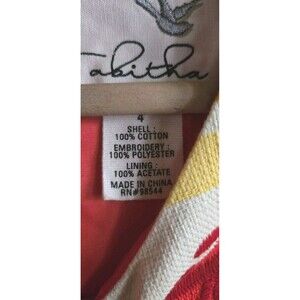 Tabitha
4
SHELL :
100% COTTON
EMBROIDERY :
100% POLYESTER
LINING :
100% ACETATE
MADE IN CHINA
RN#98544